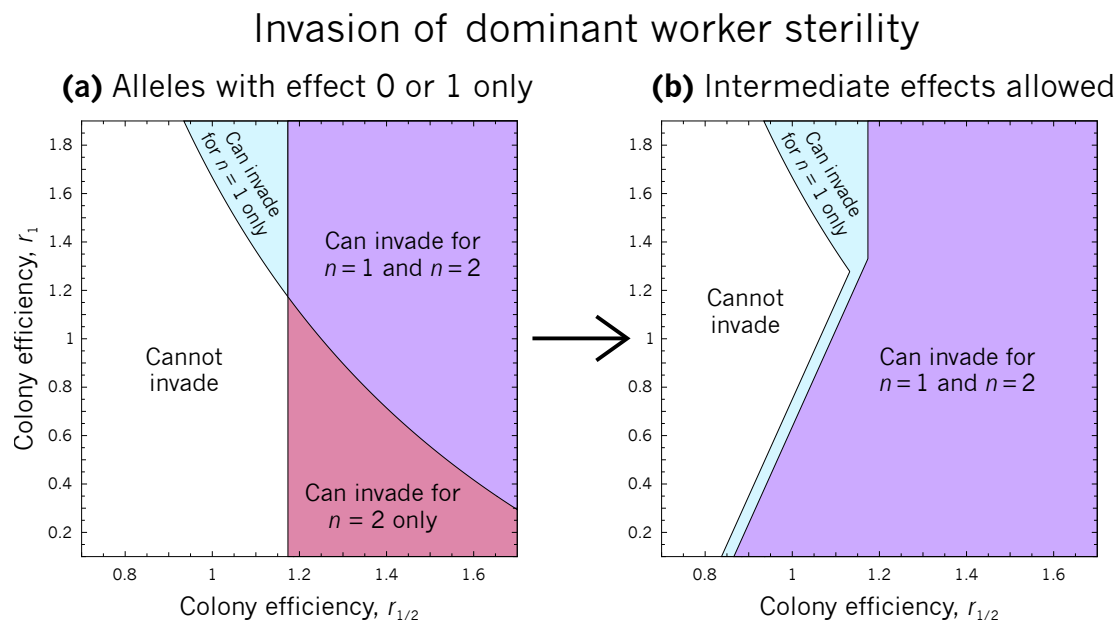 Invasion of dominant worker sterility
(a) Alleles with effect 0 or 1 only
Colony efficiency, r₁
1.8
1.6
1.4
1.2
1
0.8
0.6
0.4
0.2
Can invade
for n = 1 only
Can invade for
n = 1 and n = 2
Cannot
invade
Can invade for
n = 2 only
0.8
1
1.2
1.4
1.6
Colony efficiency, r₁/₂
(b) Intermediate effects allowed
1.8
1.6
1.4
1.2
1
0.8
0.6
0.4
0.2
Can invade
for n = 1 only
Cannot
invade
Can invade for
n = 1 and n = 2
0.8
1
1.2
1.4
1.6
Colony efficiency, r₁/₂